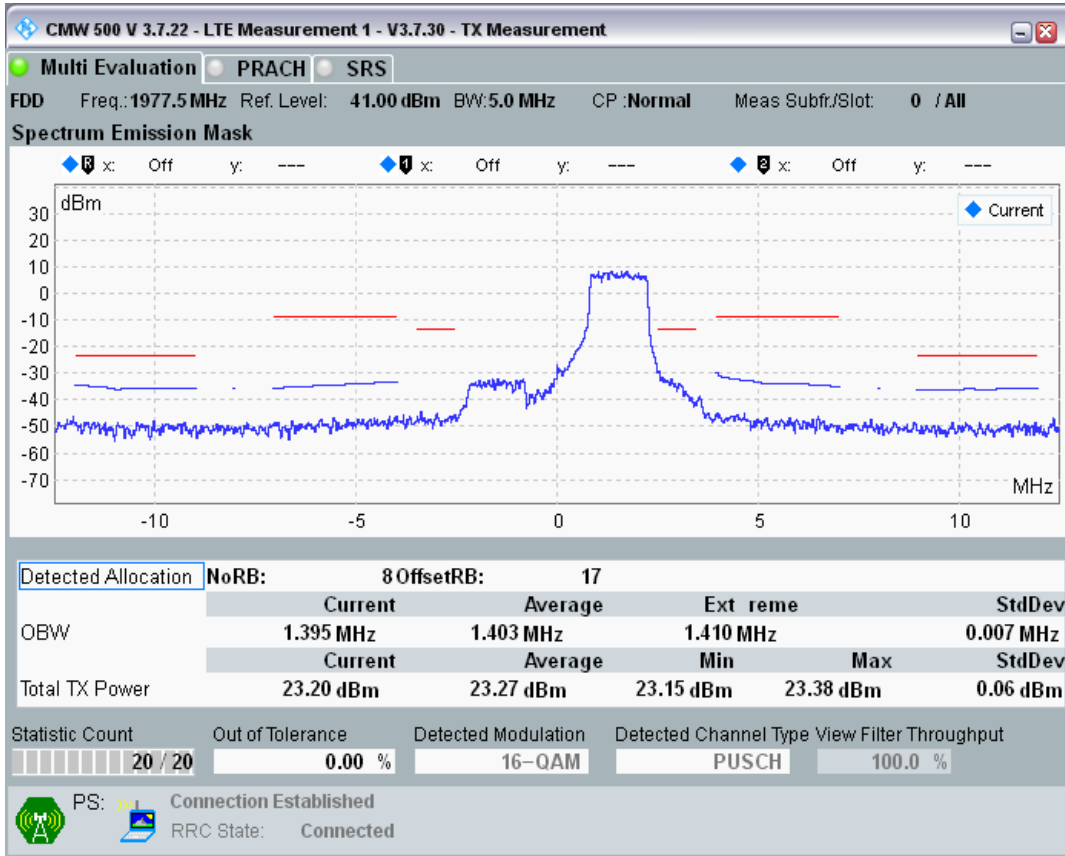 CMW 500 V 3.7.22 - LTE Measurement 1 - V3.7.30 - TX Measurement
Multi Evaluation PRACH SRS
FDD Freq.: 1977.5 MHz Ref. Level: 41.00 dBm BW: 5.0 MHz CP : Normal Meas Subfr./Slot: 0 / All
Spectrum Emission Mask
R x: Off y: --- 1 x: Off y: --- 2 x: Off y: ---
dBm
Current
30
20
10
0
-10
-20
-30
-40
-50
-60
-70
MHz
-10 -5 0 5 10
Detected Allocation NoRB: 8 OffsetRB: 17
Current Average Ext reme StdDev
OBW 1.395 MHz 1.403 MHz 1.410 MHz 0.007 MHz
Current Average Min Max StdDev
Total TX Power 23.20 dBm 23.27 dBm 23.15 dBm 23.38 dBm 0.06 dBm
Statistic Count Out of Tolerance Detected Modulation Detected Channel Type View Filter Throughput
20 / 20 0.00 % 16-QAM PUSCH 100.0 %
PS: Connection Established
RRC State: Connected